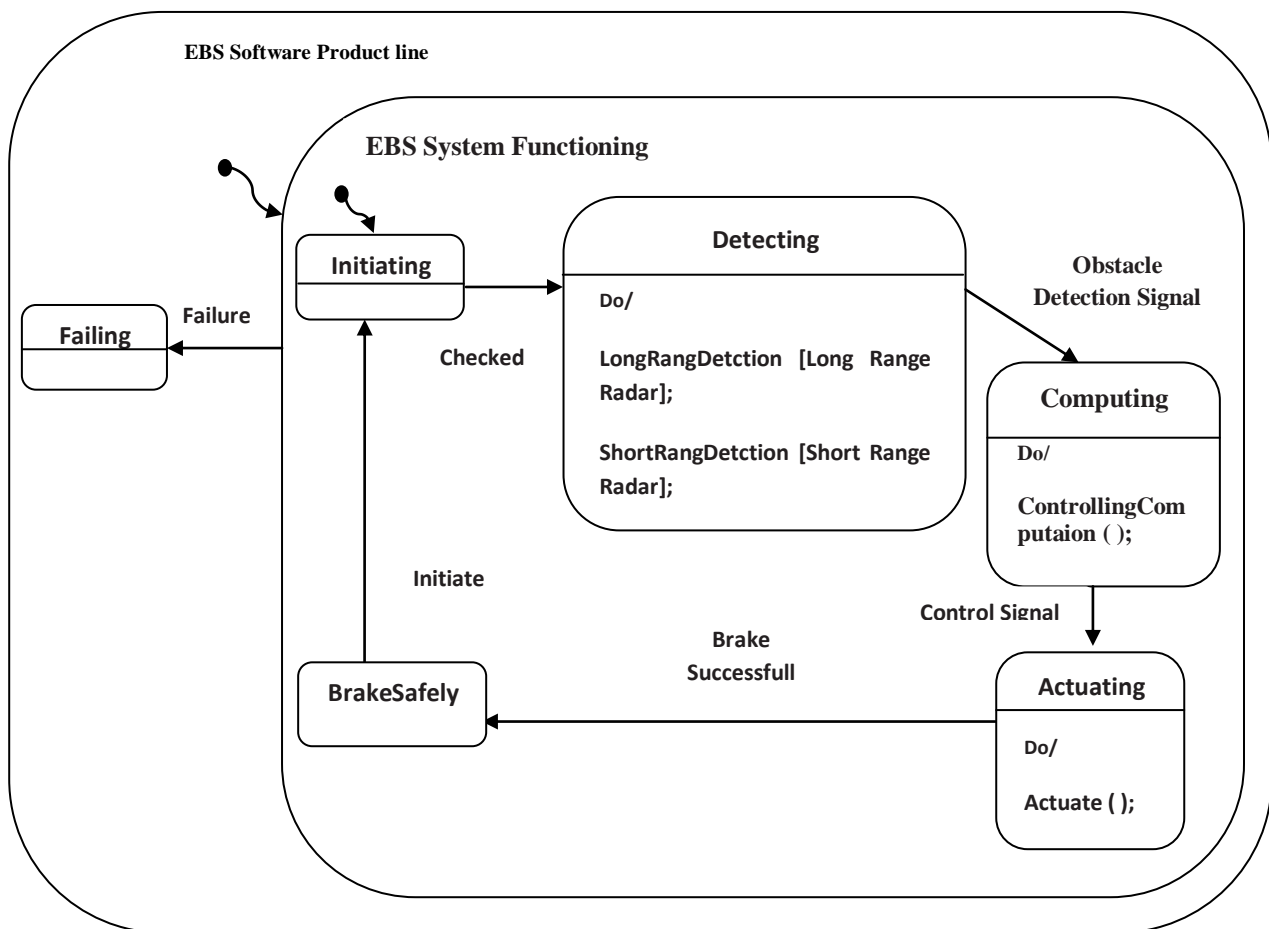 EBS Software Product line
EBS System Functioning
Initiating
Detecting
Do/
LongRangDetction [Long Range
Radar];
ShortRangDetction [Short Range
Radar];
Obstacle
Detection Signal
Failing
Failure
Checked
Computing
Do/
ControllingCom
putaion ( );
Initiate
Control Signal
Brake
Successfull
BrakeSafely
Actuating
Do/
Actuate ( );